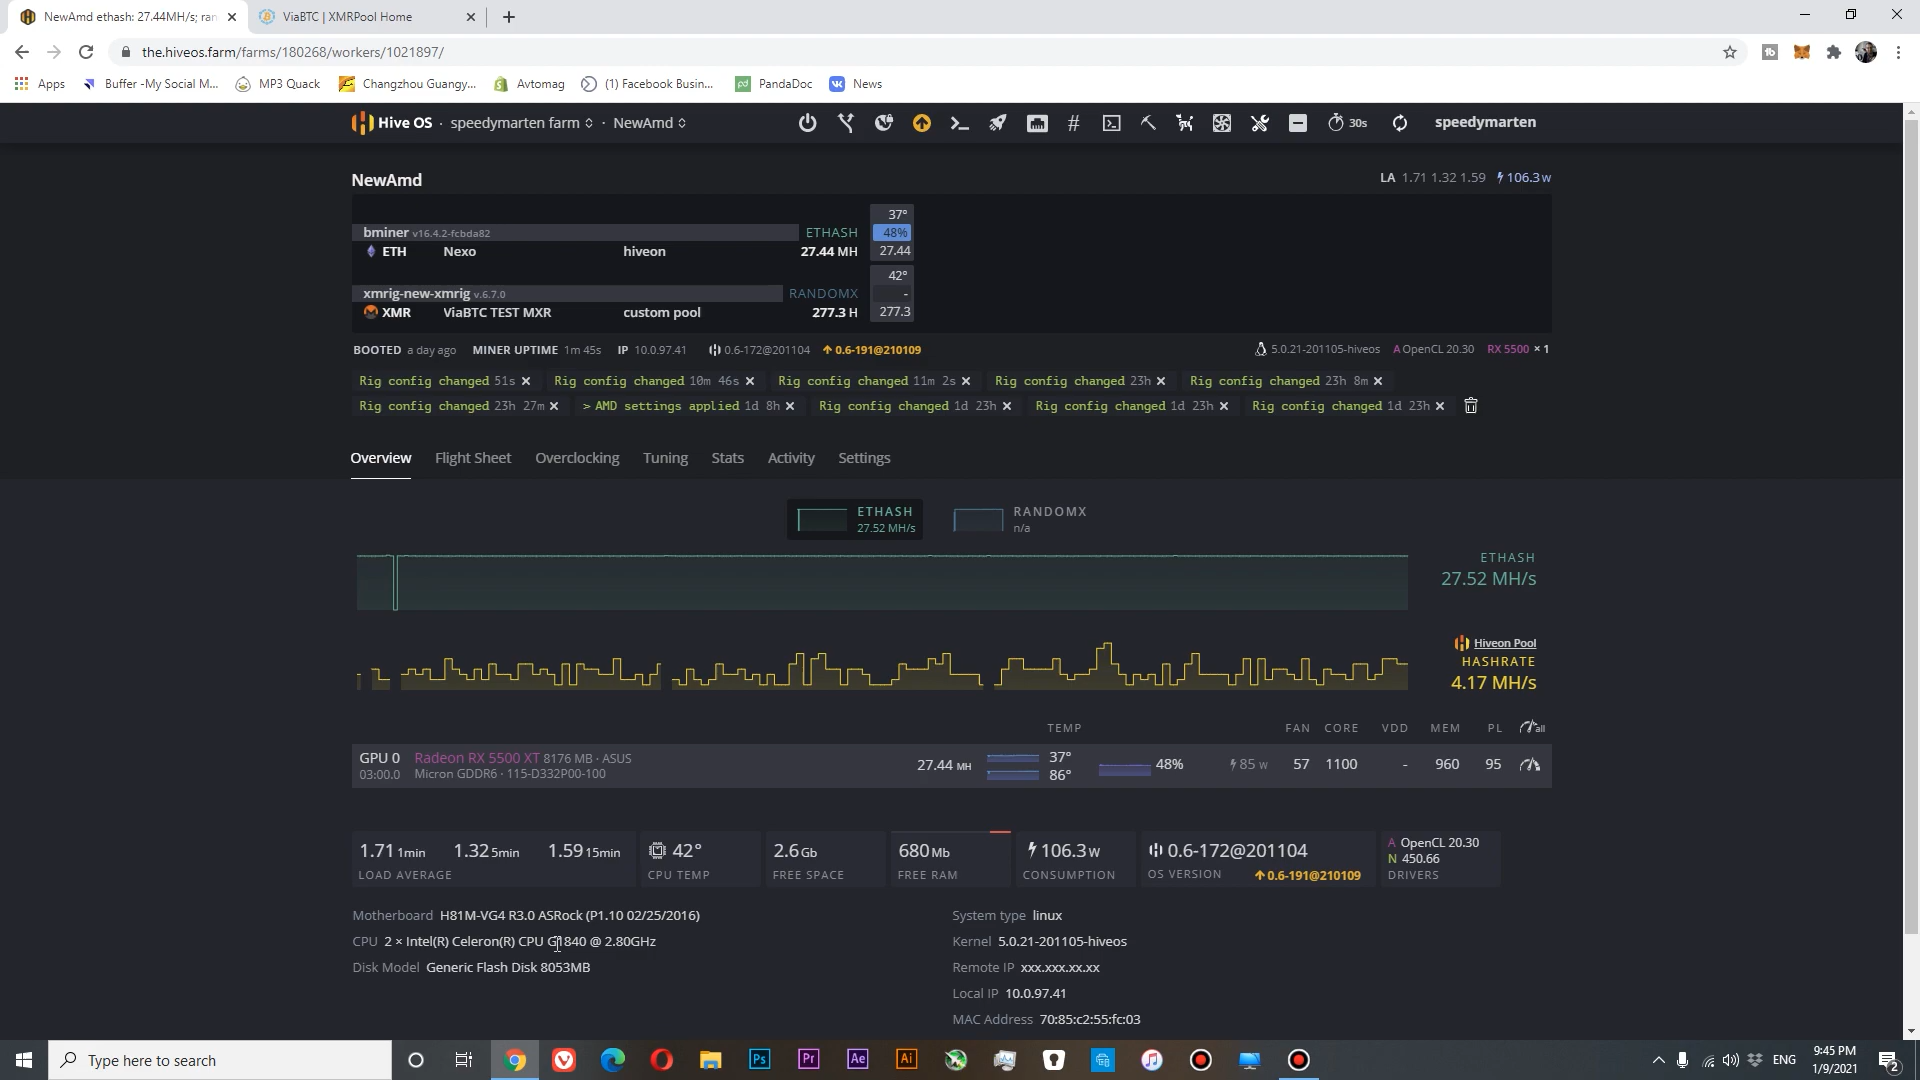 NewAmd ethash: 27.44MH/s; ran
ViaBTC | XMRPool Home
the.hiveos.farm/farms/180268/workers/1021897/
Apps
Buffer -My Social M...
MP3 Quack
Changzhou Guangy...
Avtomag
(1) Facebook Busin...
PandaDoc
News
Hive OS · speedymarten farm · NewAmd
30s
speedymarten
NewAmd
LA 1.71 1.32 1.59 106.3 W
37°
bminer v16.4.2-fcbda82 ETHASH 48%
ETH Nexo hiveon 27.44 MH 27.44
42°
xmrig-new-xmrig v.6.7.0 RANDOMX -
XMR ViaBTC TEST MXR custom pool 277.3 H 277.3
BOOTED a day ago MINER UPTIME 1m 45s IP 10.0.97.41 0.6-172@201104 0.6-191@210109 5.0.21-201105-hiveos A OpenCL 20.30 RX 5500 × 1
Rig config changed 51s × Rig config changed 10m 46s × Rig config changed 11m 2s × Rig config changed 23h × Rig config changed 23h 8m ×
Rig config changed 23h 27m × > AMD settings applied 1d 8h × Rig config changed 1d 23h × Rig config changed 1d 23h × Rig config changed 1d 23h ×
Overview Flight Sheet Overclocking Tuning Stats Activity Settings
ETHASH
27.52 MH/s
RANDOMX
n/a
ETHASH
27.52 MH/s
Hiveon Pool
HASHRATE
4.17 MH/s
TEMP FAN CORE VDD MEM PL all
GPU 0 Radeon RX 5500 XT 8176 MB · ASUS
03:00.0 Micron GDDR6 · 115-D332P00-100
27.44 MH 37° 86° 48% 85 W 57 1100 - 960 95
1.71 1min 1.32 5min 1.59 15min
LOAD AVERAGE
42°
CPU TEMP
2.6 Gb
FREE SPACE
680 Mb
FREE RAM
106.3 W
CONSUMPTION
0.6-172@201104
OS VERSION 0.6-191@210109
A OpenCL 20.30
N 450.66
DRIVERS
Motherboard H81M-VG4 R3.0 ASRock (P1.10 02/25/2016)
CPU 2 × Intel(R) Celeron(R) CPU G1840 @ 2.80GHz
Disk Model Generic Flash Disk 8053MB
System type linux
Kernel 5.0.21-201105-hiveos
Remote IP xxx.xxx.xx.xx
Local IP 10.0.97.41
MAC Address 70:85:c2:55:fc:03
Type here to search
Ps
Pr
Ae
Ai
ENG
9:45 PM
1/9/2021
2